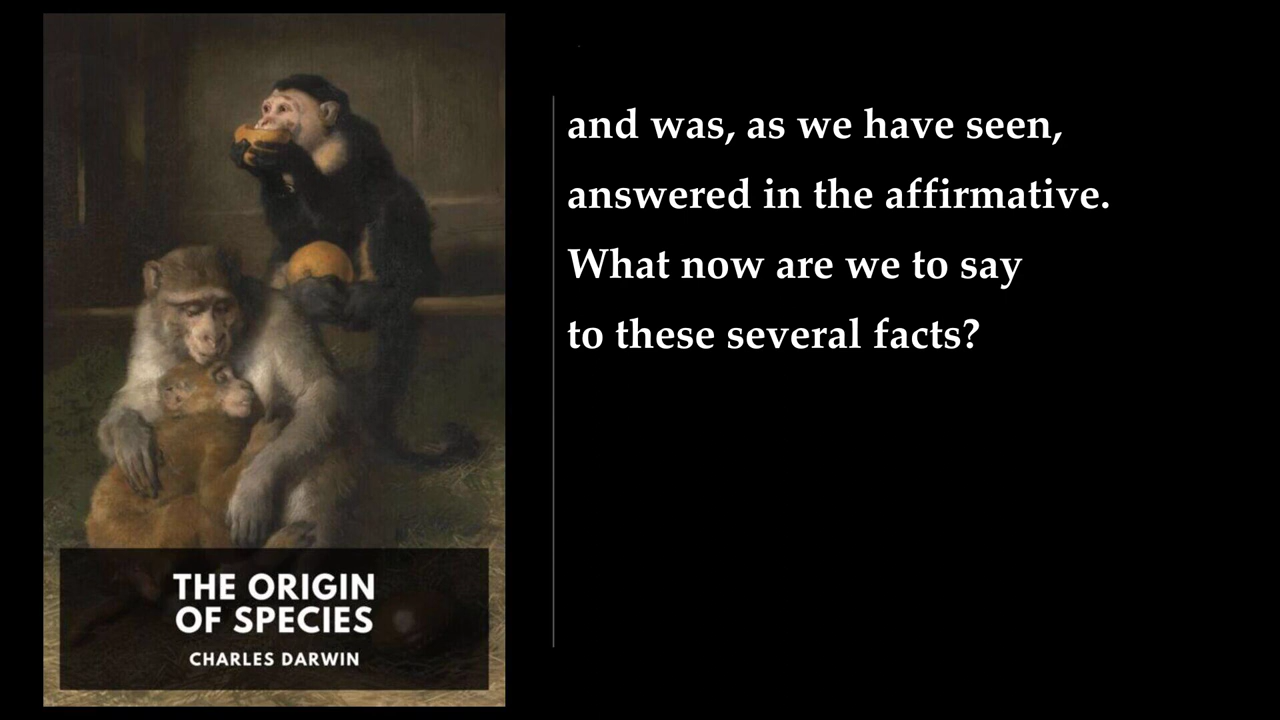 and was, as we have seen,
answered in the affirmative.
What now are we to say
to these several facts?
THE ORIGIN
OF SPECIES
CHARLES DARWIN